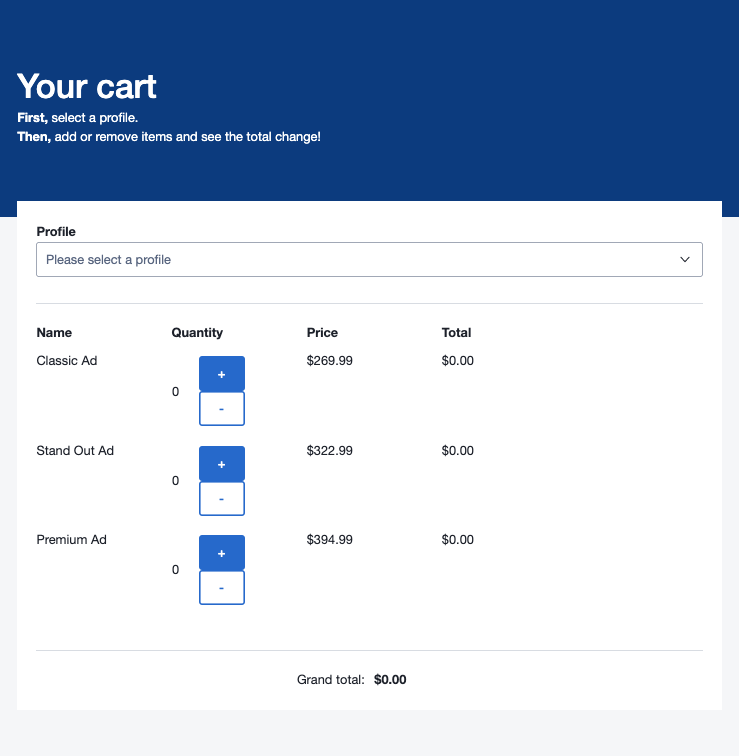 Your cart
First, select a profile.
Then, add or remove items and see the total change!
Profile
Please select a profile
Name Quantity Price Total
Classic Ad 0 + - $269.99 $0.00
Stand Out Ad 0 + - $322.99 $0.00
Premium Ad 0 + - $394.99 $0.00
Grand total: $0.00